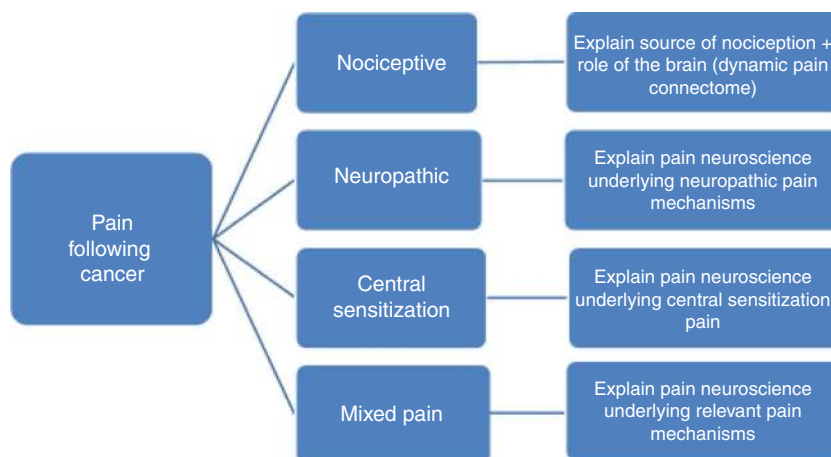 Pain
following
cancer
Nociceptive
Explain source of nociception +
role of the brain (dynamic pain
connectome)
Neuropathic
Explain pain neuroscience
underlying neuropathic pain
mechanisms
Central
sensitization
Explain pain neuroscience
underlying central sensitization
pain
Mixed pain
Explain pain neuroscience
underlying relevant pain
mechanisms